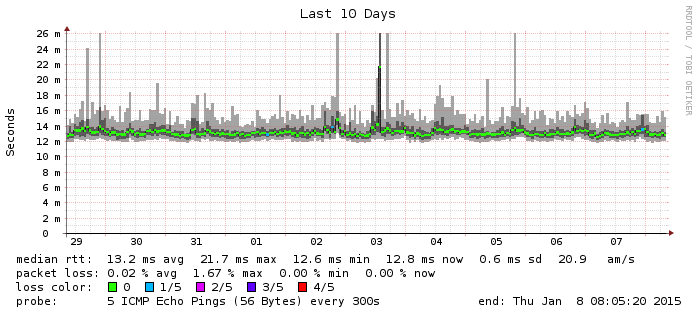 Last 10 Days
RRDTOOL / TOBI OETIKER
Seconds
26 m
24 m
22 m
20 m
18 m
16 m
14 m
12 m
10 m
8 m
6 m
4 m
2 m
0
29 30 31 01 02 03 04 05 06 07
median rtt: 13.2 ms avg 21.7 ms max 12.6 ms min 12.8 ms now 0.6 ms sd 20.9 am/s
packet loss: 0.02 % avg 1.67 % max 0.00 % min 0.00 % now
loss color: 0 1/5 2/5 3/5 4/5
probe: 5 ICMP Echo Pings (56 Bytes) every 300s end: Thu Jan 8 08:05:20 2015